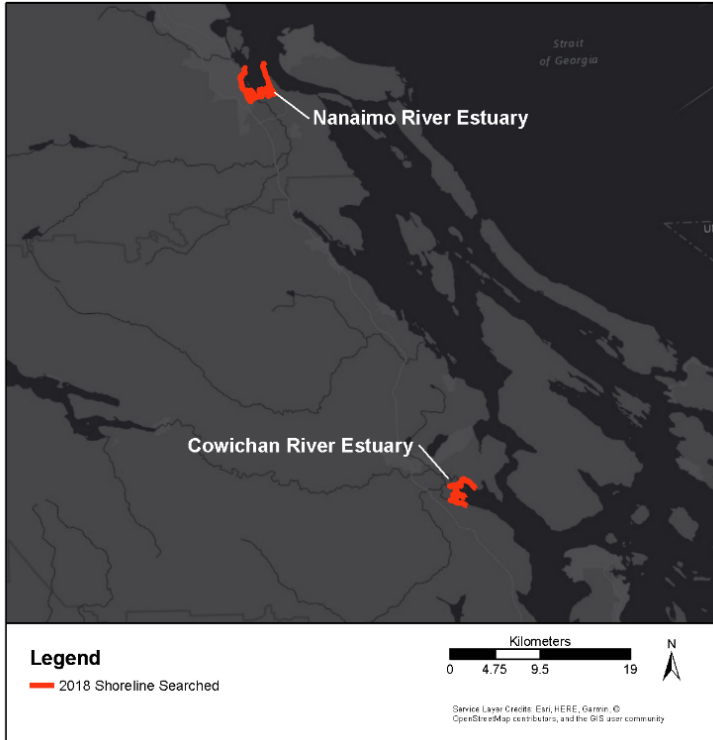 Strait
of Georgia
Nanaimo River Estuary
U
Cowichan River Estuary
Legend
2018 Shoreline Searched
Kilometers
0 4.75 9.5 19
N
Service Layer Credits: Esri, HERE, Garmin, ©
OpenStreetMap contributors, and the GIS user community